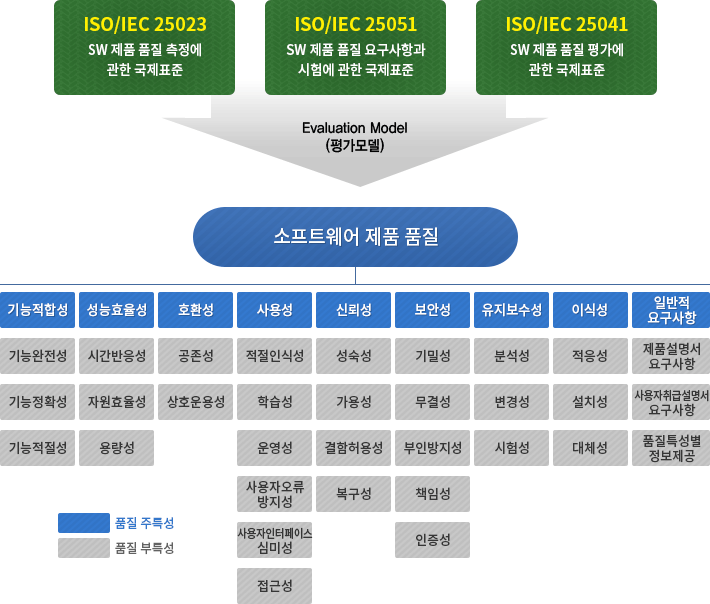 ISO/IEC 25023
SW 제품 품질 측정에
관한 국제표준
ISO/IEC 25051
SW 제품 품질 요구사항과
시험에 관한 국제표준
ISO/IEC 25041
SW 제품 품질 평가에
관한 국제표준
Evaluation Model
(평가모델)
소프트웨어 제품 품질
기능적합성
성능효율성
호환성
사용성
신뢰성
보안성
유지보수성
이식성
일반적
요구사항
기능완전성
시간반응성
공존성
적절인식성
성숙성
기밀성
분석성
적응성
제품설명서
요구사항
기능정확성
자원효율성
상호운용성
학습성
가용성
무결성
변경성
설치성
사용자취급설명서
요구사항
기능적절성
용량성
운영성
결함허용성
부인방지성
시험성
대체성
품질특성별
정보제공
사용자오류
방지성
복구성
책임성
사용자인터페이스
심미성
인증성
접근성
품질 주특성
품질 부특성